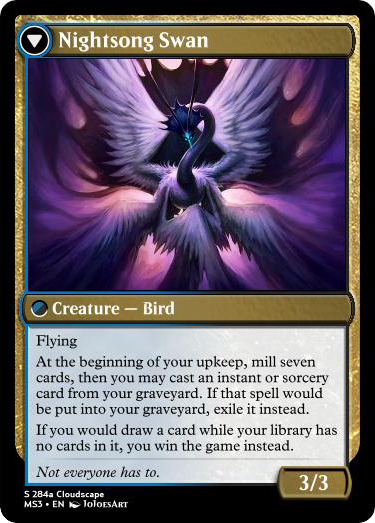 Nightsong Swan
Creature — Bird
Flying
At the beginning of your upkeep, mill seven
cards, then you may cast an instant or sorcery
card from your graveyard. If that spell would
be put into your graveyard, exile it instead.
If you would draw a card while your library has
no cards in it, you win the game instead.
Not everyone has to.
3/3
S 284a Cloudscape
MS3 • EN JoJoesArt